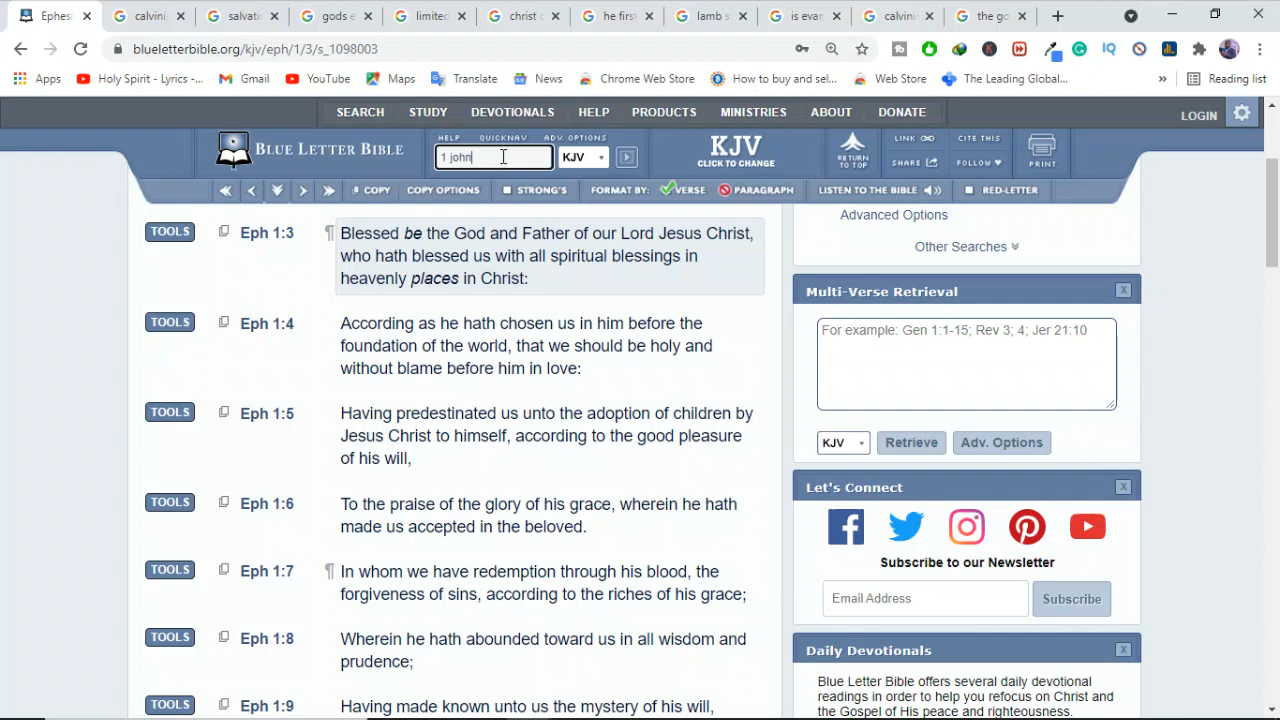 Ephes
calvini
salvati
gods e
limited
christ c
he first
lamb s
is evar
calvini
the go
blueletterbible.org/kjv/eph/1/3/s_1098003
Apps
Holy Spirit - Lyrics -...
Gmail
YouTube
Maps
Translate
News
Chrome Web Store
How to buy and sel...
Web Store
The Leading Global...
»
Reading list
SEARCH
STUDY
DEVOTIONALS
HELP
PRODUCTS
MINISTRIES
ABOUT
DONATE
LOGIN
BLUE LETTER BIBLE
HELP
QUICKNAV
ADV. OPTIONS
1 john
KJV
KJV
CLICK TO CHANGE
RETURN
TO TOP
LINK
CITE THIS
SHARE
FOLLOW
PRINT
COPY
COPY OPTIONS
STRONG'S
FORMAT BY:
VERSE
PARAGRAPH
LISTEN TO THE BIBLE
RED-LETTER
TOOLS
Eph 1:3
¶
Blessed be the God and Father of our Lord Jesus Christ,
who hath blessed us with all spiritual blessings in
heavenly places in Christ:
TOOLS
Eph 1:4
According as he hath chosen us in him before the
foundation of the world, that we should be holy and
without blame before him in love:
TOOLS
Eph 1:5
Having predestinated us unto the adoption of children by
Jesus Christ to himself, according to the good pleasure
of his will,
TOOLS
Eph 1:6
To the praise of the glory of his grace, wherein he hath
made us accepted in the beloved.
TOOLS
Eph 1:7
¶
In whom we have redemption through his blood, the
forgiveness of sins, according to the riches of his grace;
TOOLS
Eph 1:8
Wherein he hath abounded toward us in all wisdom and
prudence;
TOOLS
Eph 1:9
Having made known unto us the mystery of his will,
Advanced Options
Other Searches
Multi-Verse Retrieval
X
For example: Gen 1:1-15; Rev 3; 4; Jer 21:10
KJV
Retrieve
Adv. Options
Let's Connect
X
Subscribe to our Newsletter
Email Address
Subscribe
Daily Devotionals
X
Blue Letter Bible offers several daily devotional
readings in order to help you refocus on Christ and
the Gospel of His peace and righteousness.